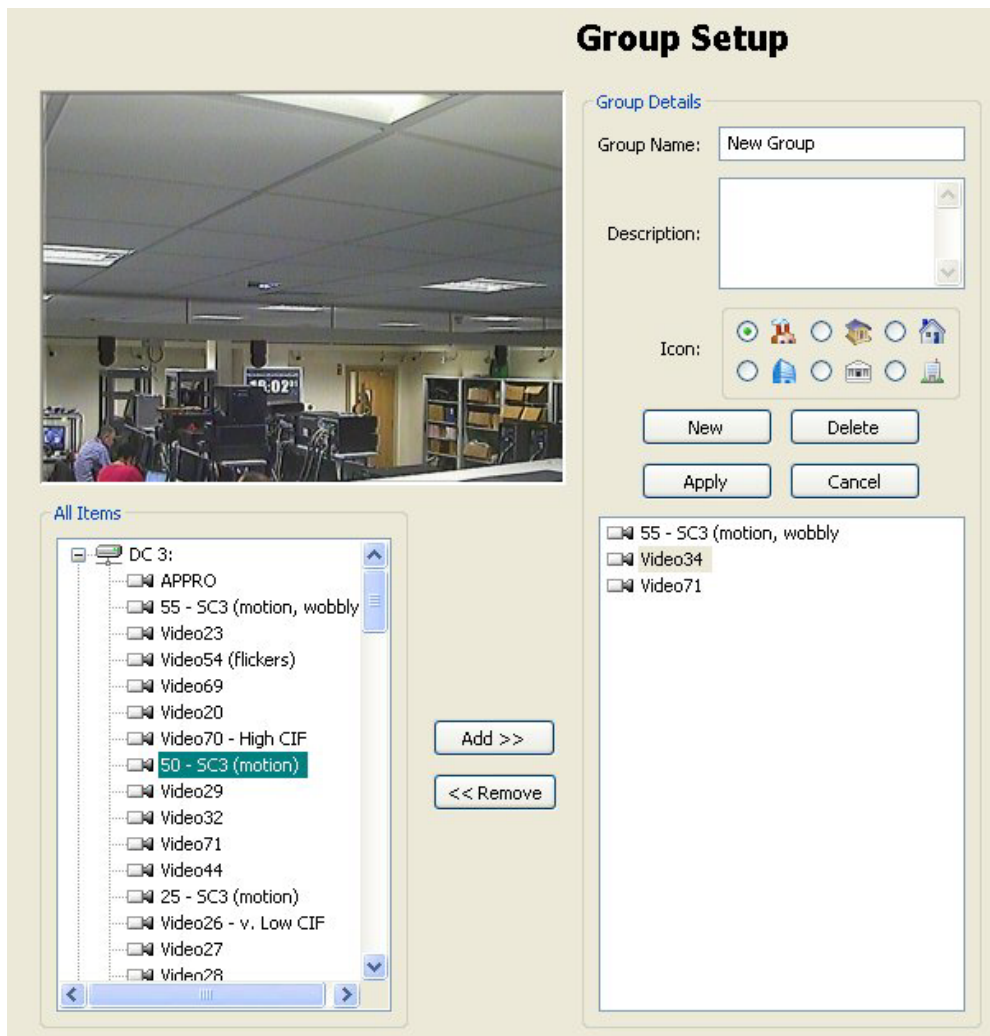 Group Setup
Group Details
Group Name: New Group
Description:
Icon:
New Delete
Apply Cancel
All Items
DC 3:
APPRO
55 - SC3 (motion, wobbly
Video23
Video54 (flickers)
Video69
Video20
Video70 - High CIF
50 - SC3 (motion)
Video29
Video32
Video71
Video44
25 - SC3 (motion)
Video26 - v. Low CIF
Video27
Video28
Add >>
<< Remove
55 - SC3 (motion, wobbly
Video34
Video71